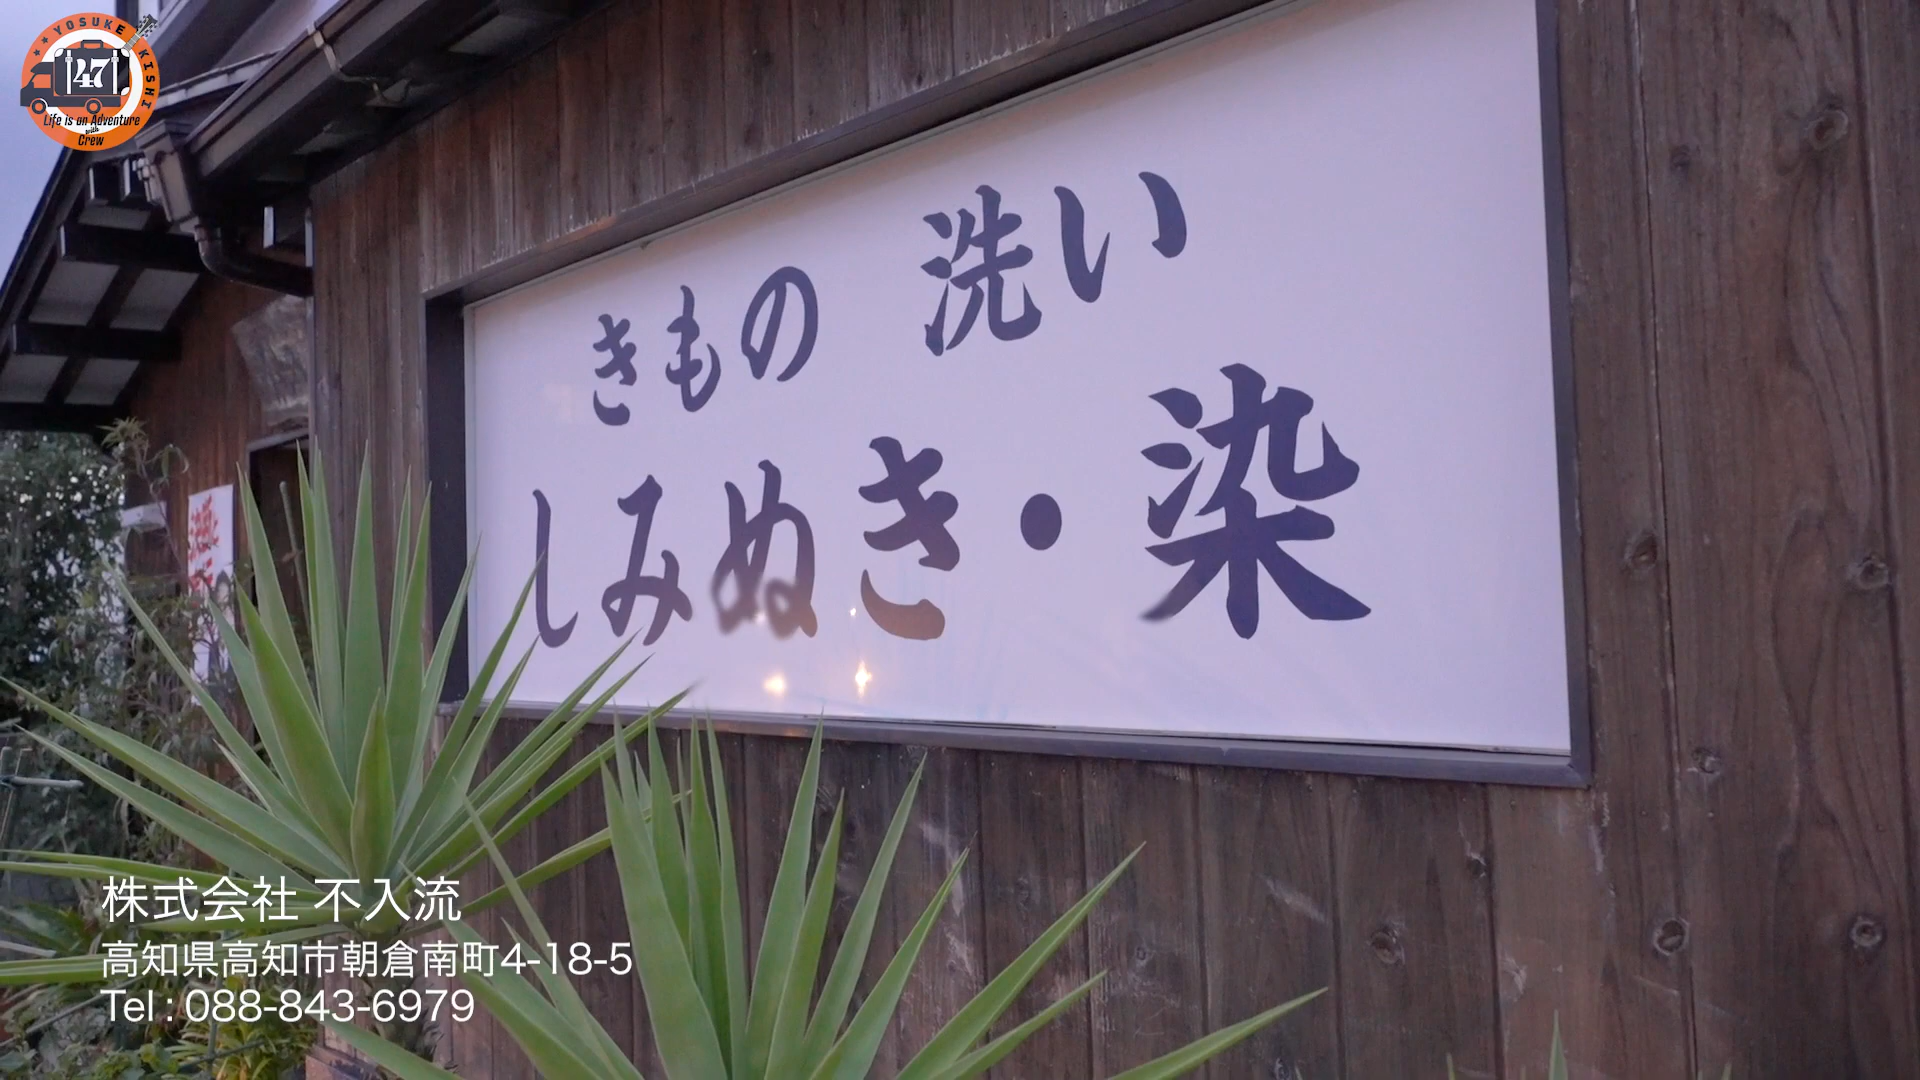 YOSUKE KISHI
47
Life is an Adventure
with
Crew
きもの 洗い
しみぬき・染
株式会社 不入流
高知県高知市朝倉南町4-18-5
Tel : 088-843-6979